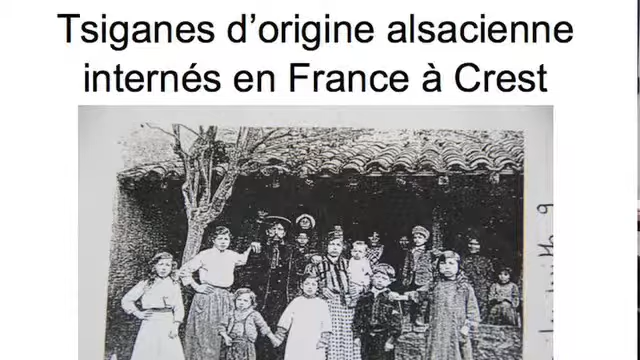 Tsiganes d’origine alsacienne
internés en France à Crest